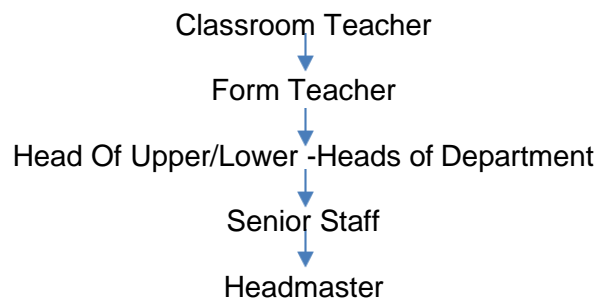 Classroom Teacher
Form Teacher
Head Of Upper/Lower -Heads of Department
Senior Staff
Headmaster